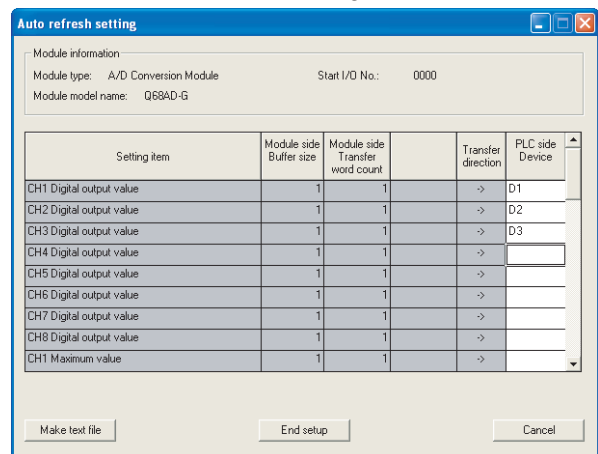 Auto refresh setting
Module information
Module type: A/D Conversion Module Start I/O No.: 0000
Module model name: Q68AD-G
Setting item Module side Buffer size Module side Transfer word count Transfer direction PLC side Device
CH1 Digital output value 1 1 -> D1
CH2 Digital output value 1 1 -> D2
CH3 Digital output value 1 1 -> D3
CH4 Digital output value 1 1 ->
CH5 Digital output value 1 1 ->
CH6 Digital output value 1 1 ->
CH7 Digital output value 1 1 ->
CH8 Digital output value 1 1 ->
CH1 Maximum value 1 1 ->
Make text file End setup Cancel